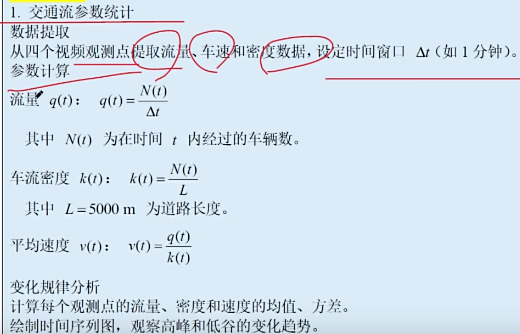 1. 交通流参数统计
数据提取
从四个视频观测点提取流量、车速和密度数据，设定时间窗口 Δt（如 1 分钟）。
参数计算
流量 q(t)： q(t) = N(t)/Δt
其中 N(t) 为在时间 t 内经过的车辆数。
车流密度 k(t)： k(t) = N(t)/L
其中 L = 5000 m 为道路长度。
平均速度 v(t)： v(t) = q(t)/k(t)
变化规律分析
计算每个观测点的流量、密度和速度的均值、方差。
绘制时间序列图，观察高峰和低谷的变化趋势。